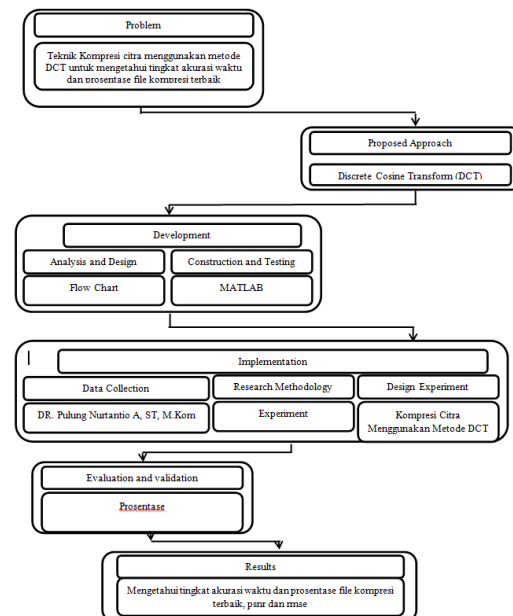 Problem
Teknik Kompresi citra menggunakan metode
DCT untuk mengetahui tingkat akurasi waktu
dan prosentase file kompresi terbaik
Proposed Approach
Discrete Cosine Transform (DCT)
Development
Analysis and Design
Construction and Testing
Flow Chart
MATLAB
Implementation
Data Collection
Research Methodology
Design Experiment
DR. Pulung Nurtantio A, ST, M.Kom
Experiment
Kompresi Citra
Menggunakan Metode DCT
Evaluation and validation
Prosentase
Results
Mengetahui tingkat akurasi waktu dan prosentase file kompresi
terbaik, psnr dan rmse